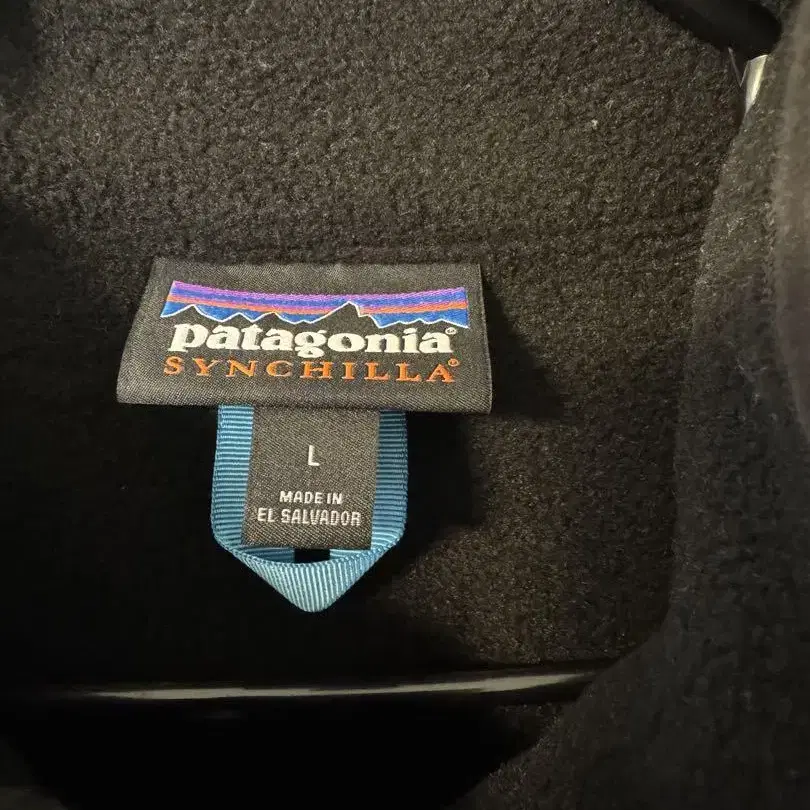 patagonia®
SYNCHILLA®
L
MADE IN
EL SALVADOR